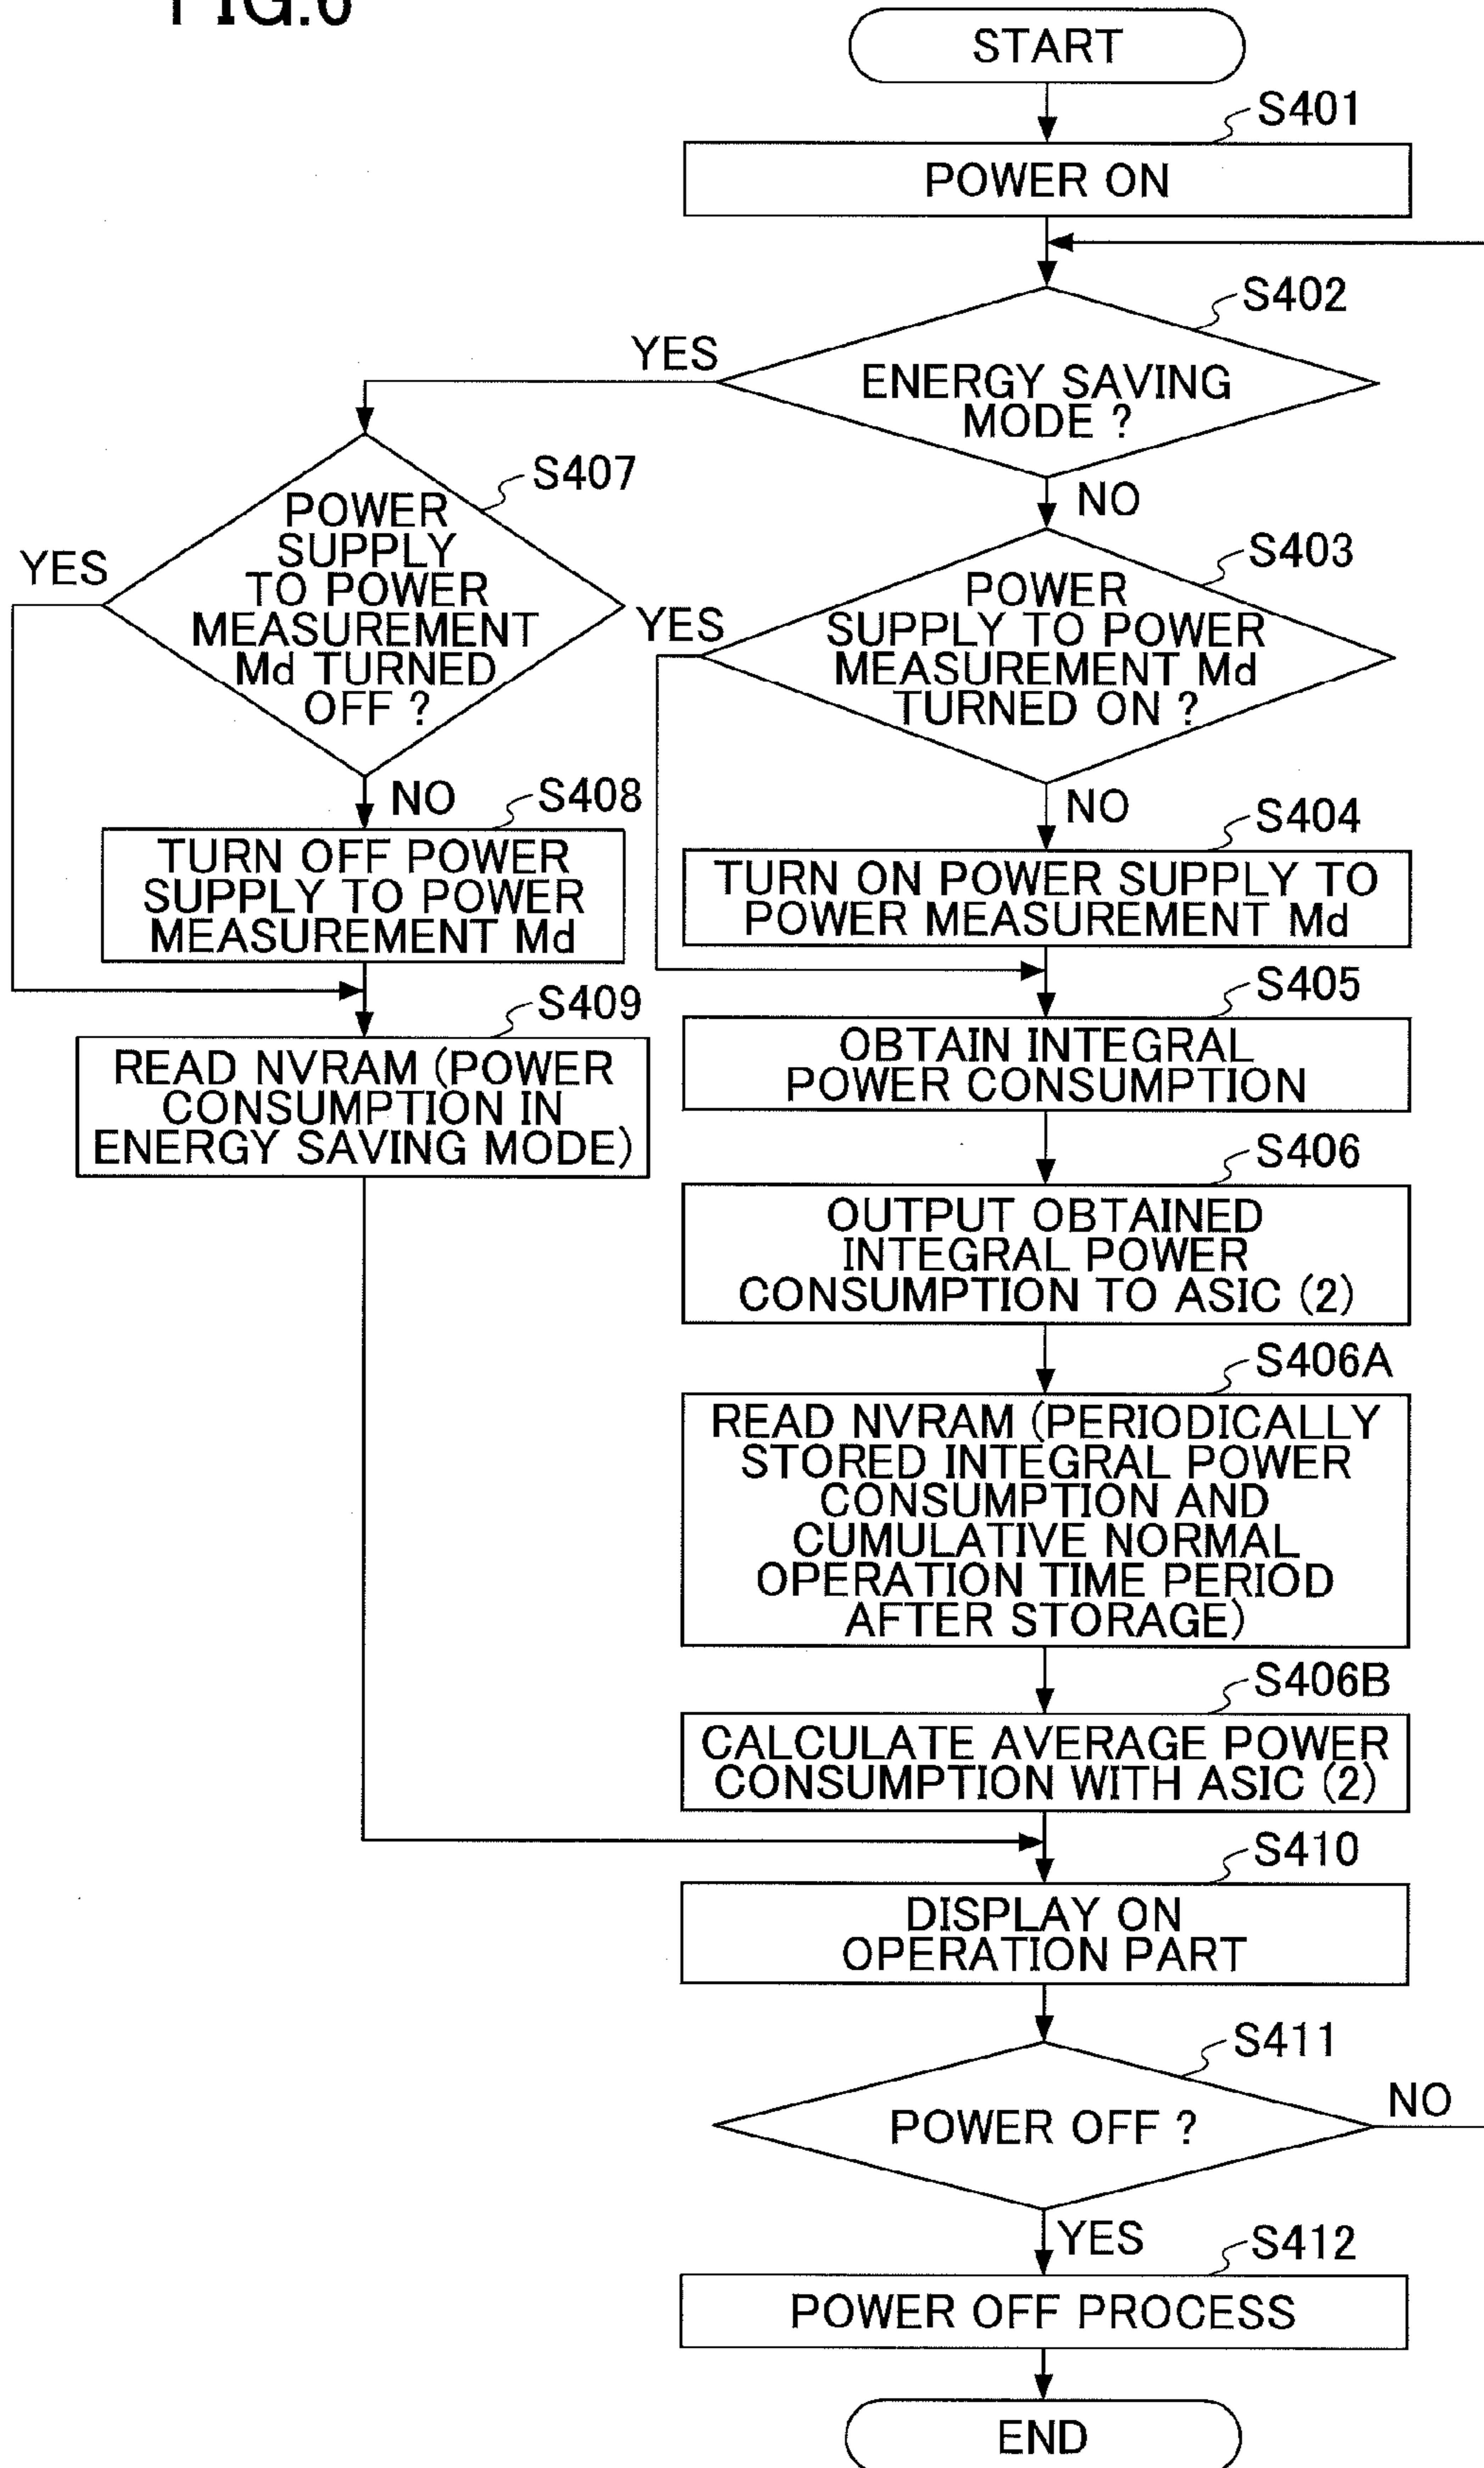 FIG.6
START
S401
POWER ON
S402
YES
ENERGY SAVING
MODE ?
NO
S407
POWER
SUPPLY
TO POWER
MEASUREMENT
Md TURNED
OFF ?
YES
NO
S403
POWER
SUPPLY TO POWER
MEASUREMENT Md
TURNED ON ?
YES
NO
S408
TURN OFF POWER
SUPPLY TO POWER
MEASUREMENT Md
S404
TURN ON POWER SUPPLY TO
POWER MEASUREMENT Md
S409
READ NVRAM (POWER
CONSUMPTION IN
ENERGY SAVING MODE)
S405
OBTAIN INTEGRAL
POWER CONSUMPTION
S406
OUTPUT OBTAINED
INTEGRAL POWER
CONSUMPTION TO ASIC (2)
S406A
READ NVRAM (PERIODICALLY
STORED INTEGRAL POWER
CONSUMPTION AND
CUMULATIVE NORMAL
OPERATION TIME PERIOD
AFTER STORAGE)
S406B
CALCULATE AVERAGE POWER
CONSUMPTION WITH ASIC (2)
S410
DISPLAY ON
OPERATION PART
S411
POWER OFF ?
NO
YES
S412
POWER OFF PROCESS
END